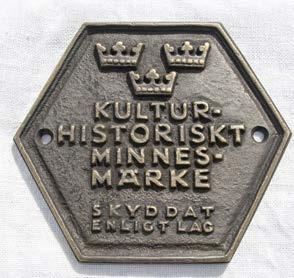 KULTUR-
HISTORISKT
MINNES-
MÄRKE
SKYDDAT
ENLIGT LAG